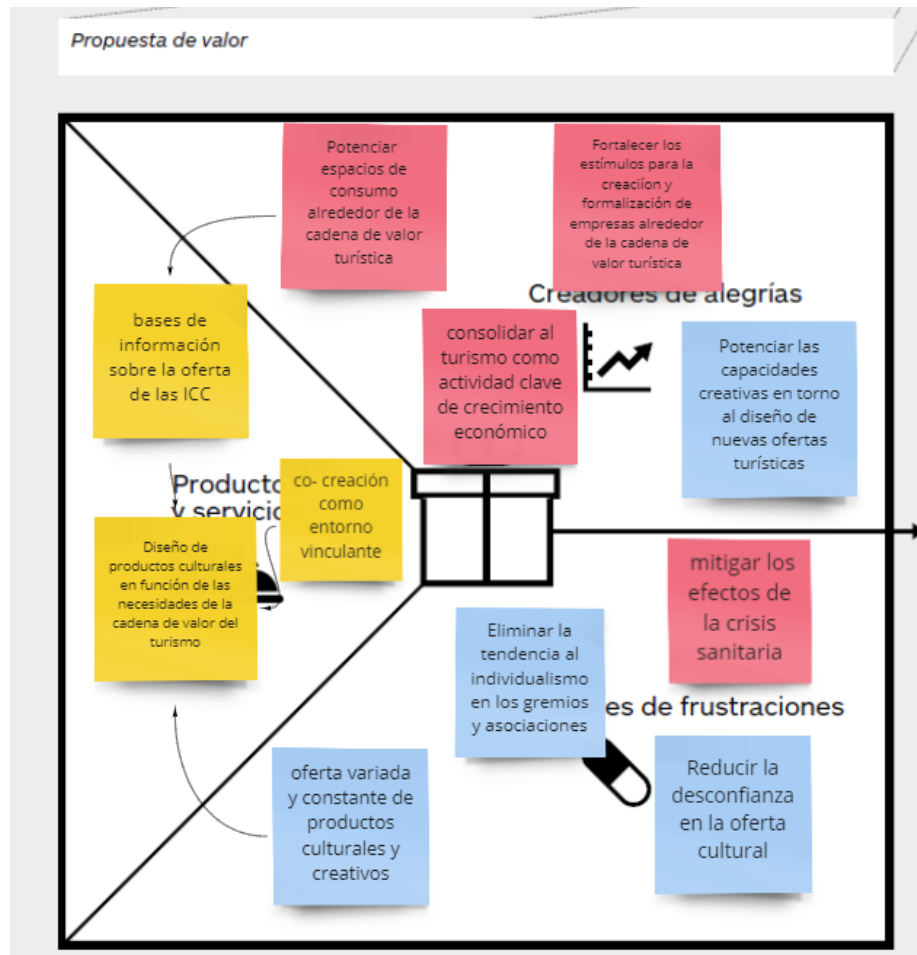 Propuesta de valor
Potenciar
espacios de
consumo
alrededor de la
cadena de valor
turística
Fortalecer los
estímulos para la
creaciíon y
formalización de
empresas alrededor
de la cadena de
valor turística
Creadores de alegrías
bases de
información
sobre la oferta
de las ICC
consolidar al
turismo como
actividad clave
de crecimiento
económico
Potenciar las
capacidades
creativas en torno
al diseño de
nuevas ofertas
turísticas
Producto
y servicio
co- creación
como
entorno
vinculante
Diseño de
productos culturales
en función de las
necesidades de la
cadena de valor del
turismo
mitigar los
efectos de
la crisis
sanitaria
Eliminar la
tendencia al
individualismo
en los gremios
y asociaciones
es de frustraciones
oferta variada
y constante de
productos
culturales y
creativos
Reducir la
desconfianza
en la oferta
cultural